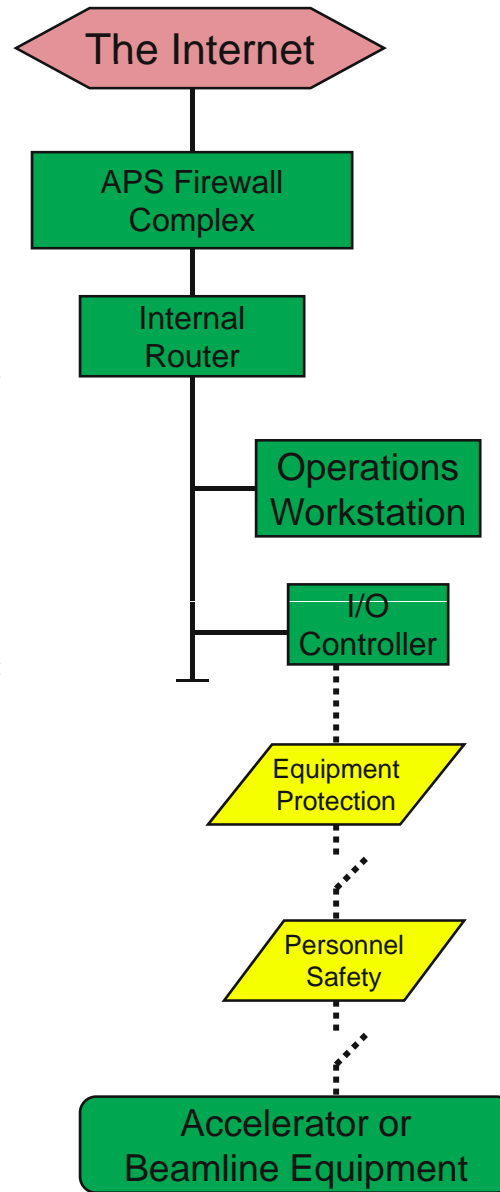 The Internet
APS Firewall
Complex
Internal
Router
Operations
Workstation
I/O
Controller
Equipment
Protection
Personnel
Safety
Accelerator or
Beamline Equipment